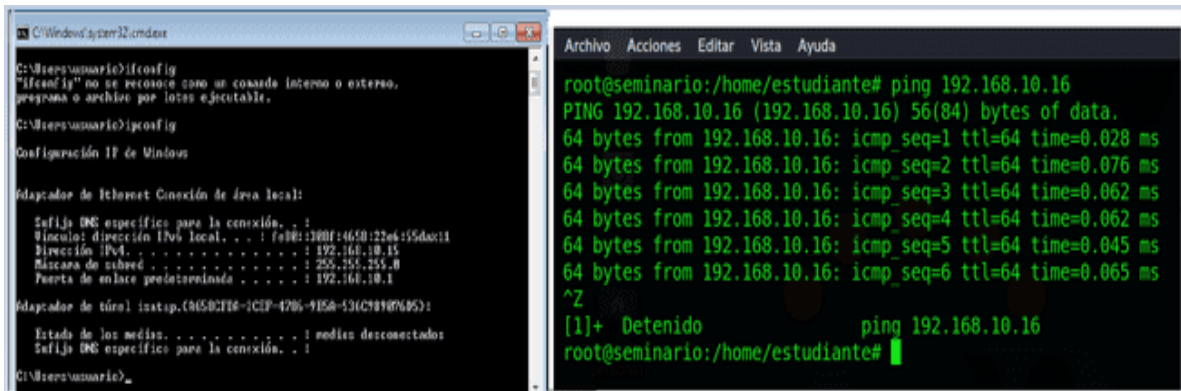 C:\Windows\system32\cmd.exe
C:\Users\usuario>ifconfig
"ifconfig" no se reconoce como un comando interno o externo,
programa o archivo por lotes ejecutable.
C:\Users\usuario>ipconfig
Configuración IP de Windows
Adaptador de Ethernet Conexión de área local:
Sufijo DNS específico para la conexión. . :
Vínculo: dirección IPv6 local. . . :
Dirección IPv4. . . . . . . . . . . . . . : 192.168.10.15
Máscara de subred . . . . . . . . . . . . : 255.255.255.0
Puerta de enlace predeterminada . . . . . : 192.168.10.1
Adaptador de túnel isatap.
Estado de los medios. . . . . . . . . . . : medios desconectados
Sufijo DNS específico para la conexión. . :
C:\Users\usuario>_
Archivo Acciones Editar Vista Ayuda
root@seminario:/home/estudiante# ping 192.168.10.16
PING 192.168.10.16 (192.168.10.16) 56(84) bytes of data.
64 bytes from 192.168.10.16: icmp_seq=1 ttl=64 time=0.028 ms
64 bytes from 192.168.10.16: icmp_seq=2 ttl=64 time=0.076 ms
64 bytes from 192.168.10.16: icmp_seq=3 ttl=64 time=0.062 ms
64 bytes from 192.168.10.16: icmp_seq=4 ttl=64 time=0.062 ms
64 bytes from 192.168.10.16: icmp_seq=5 ttl=64 time=0.045 ms
64 bytes from 192.168.10.16: icmp_seq=6 ttl=64 time=0.065 ms
^Z
[1]+ Detenido ping 192.168.10.16
root@seminario:/home/estudiante#